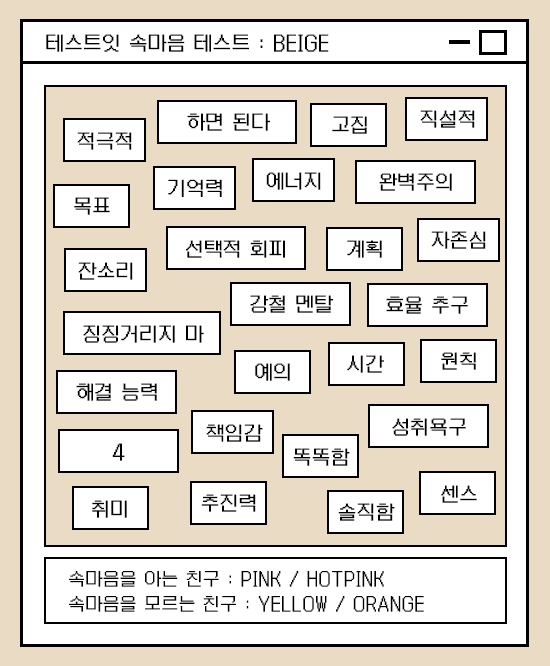 테스트잇 속마음 테스트 : BEIGE
적극적
하면 된다
고집
직설적
목표
기억력
에너지
완벽주의
잔소리
선택적 회피
계획
자존심
징징거리지 마
강철 멘탈
효율 추구
해결 능력
예의
시간
원칙
4
책임감
똑똑함
성취욕구
취미
추진력
솔직함
센스
속마음을 아는 친구 : PINK / HOTPINK
속마음을 모르는 친구 : YELLOW / ORANGE